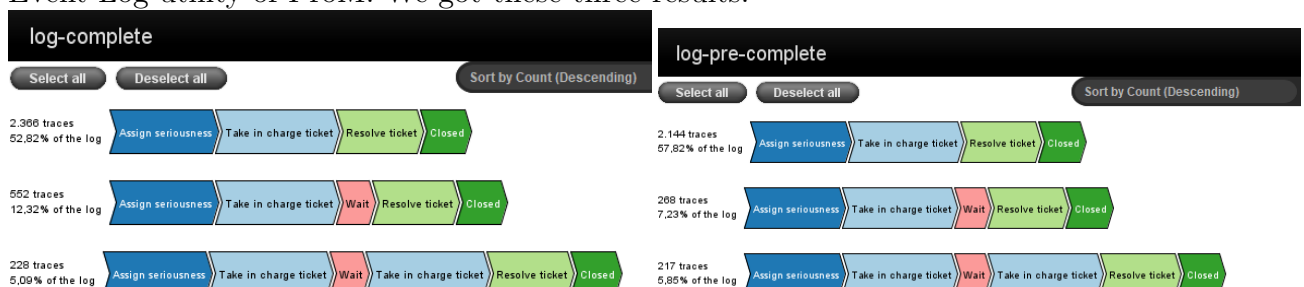 Event Log utility of ProM. We got these three results:
log-complete
Select all Deselect all Sort by Count (Descending)
2.366 traces
52,82% of the log
Assign seriousness Take in charge ticket Resolve ticket Closed
552 traces
12,32% of the log
Assign seriousness Take in charge ticket Wait Resolve ticket Closed
228 traces
5,09% of the log
Assign seriousness Take in charge ticket Wait Take in charge ticket Resolve ticket Closed
log-pre-complete
Select all Deselect all Sort by Count (Descending)
2.144 traces
57,82% of the log
Assign seriousness Take in charge ticket Resolve ticket Closed
268 traces
7,23% of the log
Assign seriousness Take in charge ticket Wait Resolve ticket Closed
217 traces
5,85% of the log
Assign seriousness Take in charge ticket Wait Take in charge ticket Resolve ticket Closed